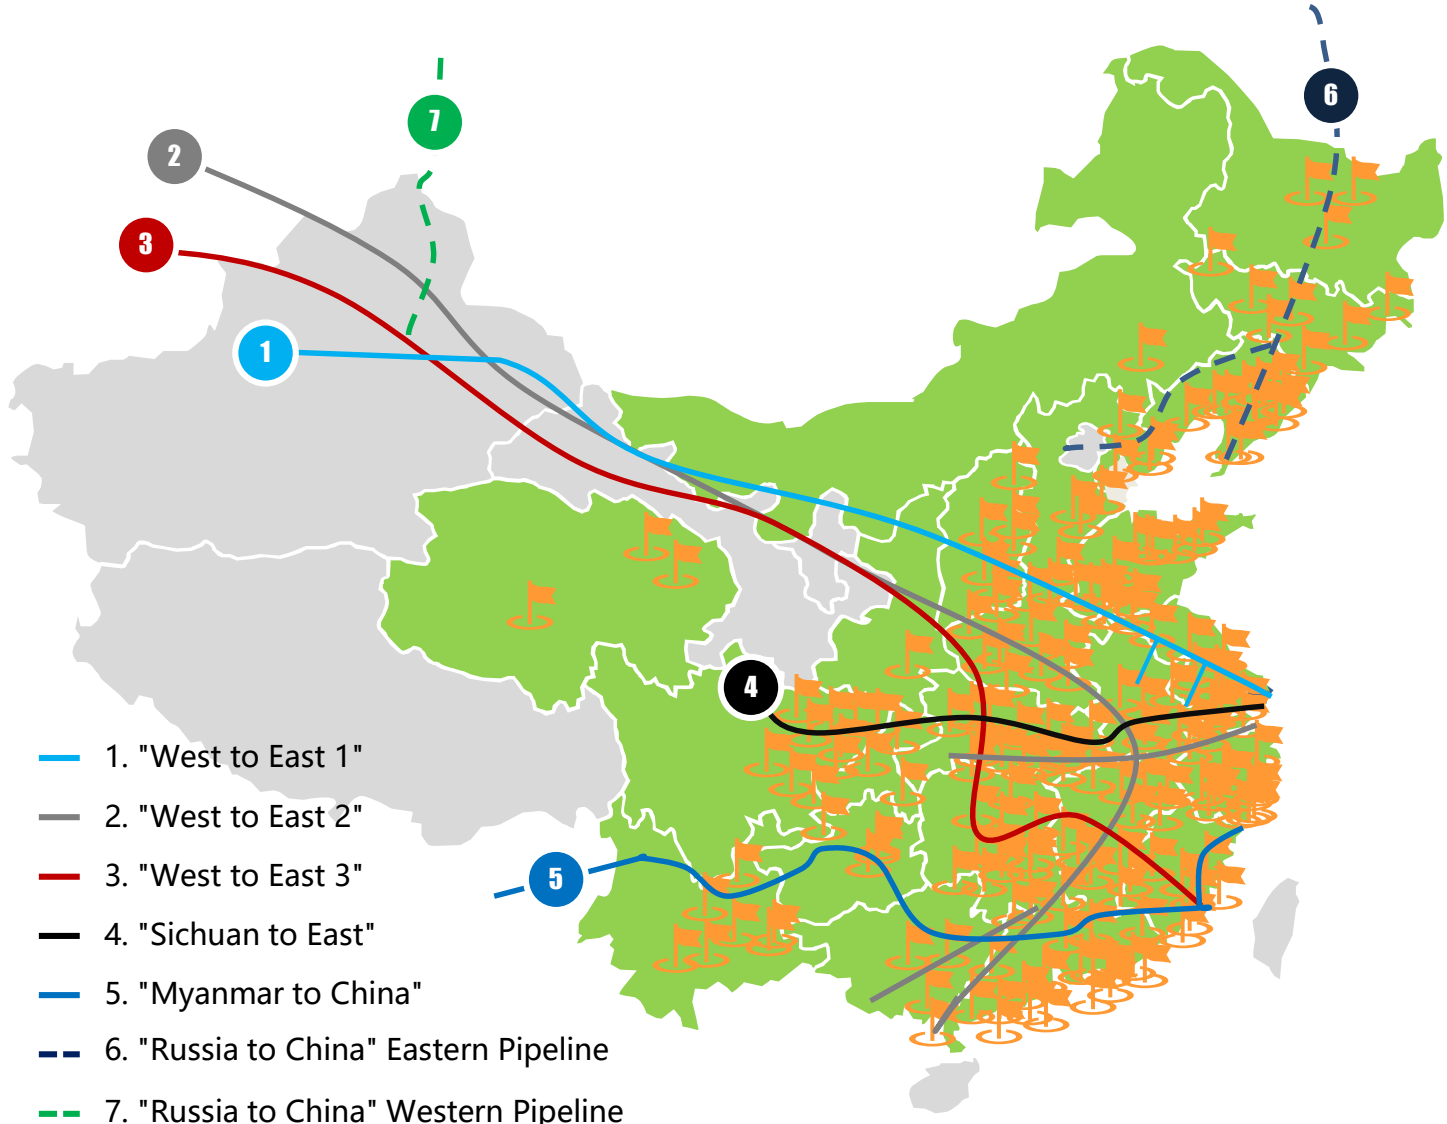 6
7
2
3
1
4
5
1. "West to East 1"
2. "West to East 2"
3. "West to East 3"
4. "Sichuan to East"
5. "Myanmar to China"
6. "Russia to China" Eastern Pipeline
7. "Russia to China" Western Pipeline